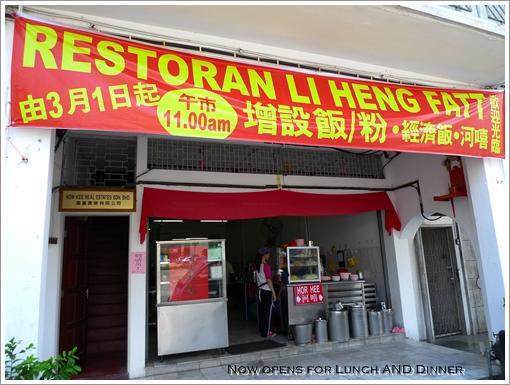 RESTORAN LI HENG FATT
由3月1日起
午市
11.00am
增設飯/粉·經濟飯·河嘻
歡迎光臨
HOW KEE REAL ESTATES SDN BHD
HOR HEE
河唽
NOW OPENS FOR LUNCH AND DINNER